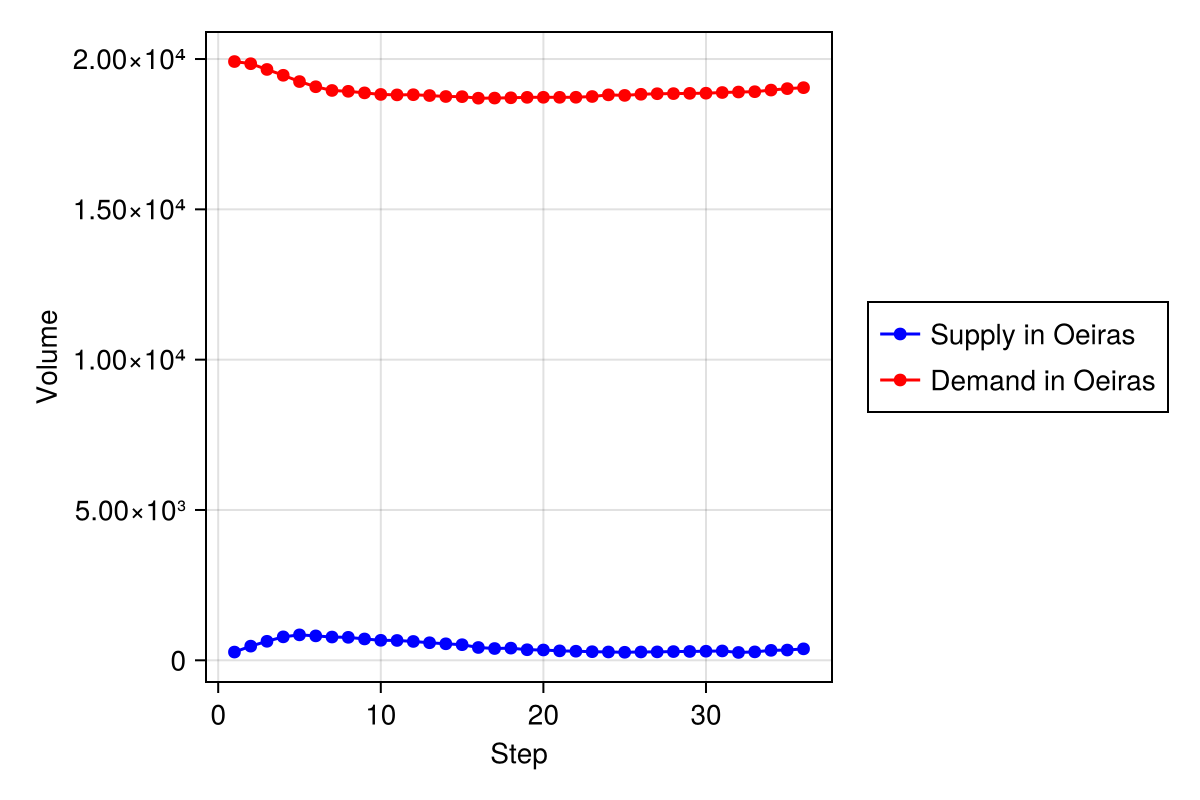 2.00×10⁴
1.50×10⁴
1.00×10⁴
5.00×10³
0
Volume
0 10 20 30
Step
Supply in Oeiras
Demand in Oeiras